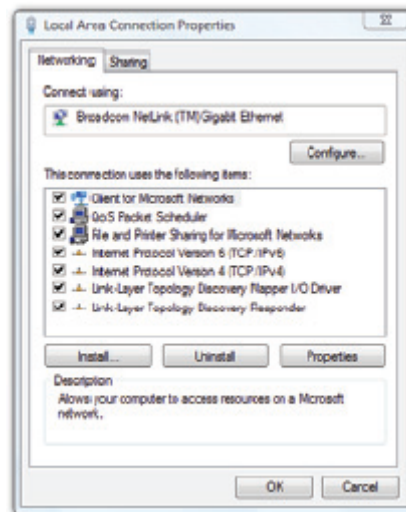 Local Area Connection Properties
Networking Sharing
Connect using:
Broadcom NetLink (TM) Gigabit Ethernet
Configure...
This connection uses the following items:
Client for Microsoft Networks
QoS Packet Scheduler
File and Printer Sharing for Microsoft Networks
Internet Protocol Version 6 (TCP/IPv6)
Internet Protocol Version 4 (TCP/IPv4)
Link-Layer Topology Discovery Mapper I/O Driver
Link-Layer Topology Discovery Responder
Install... Uninstall Properties
Description
Allows your computer to access resources on a Microsoft
network.
OK Cancel